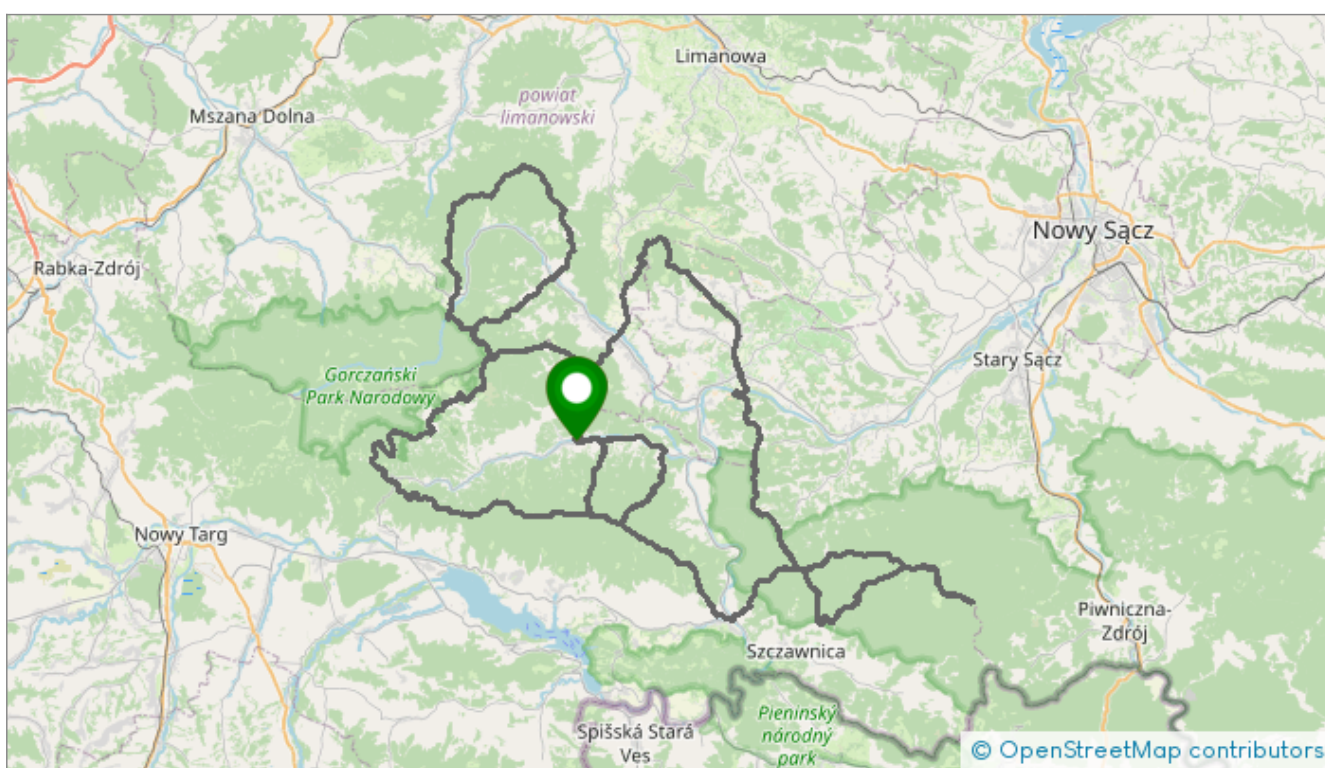 Limanowa
powiat
limanowski
Mszana Dolna
Nowy Sącz
Rabka-Zdrój
Stary Sącz
Gorczański
Park Narodowy
Nowy Targ
Piwniczna-
Zdrój
Szczawnica
Spišská Stará
Ves
Pieninský
národný
park
© OpenStreetMap contributors